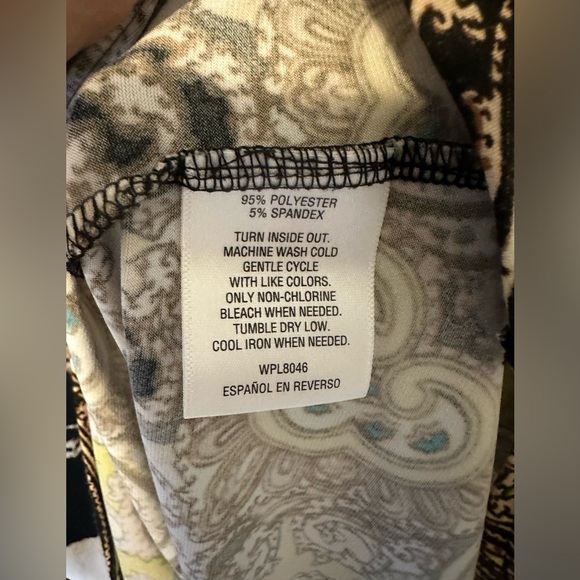 95% POLYESTER
5% SPANDEX
TURN INSIDE OUT.
MACHINE WASH COLD
GENTLE CYCLE
WITH LIKE COLORS.
ONLY NON-CHLORINE
BLEACH WHEN NEEDED.
TUMBLE DRY LOW.
COOL IRON WHEN NEEDED.
WPL8046
ESPAÑOL EN REVERSO